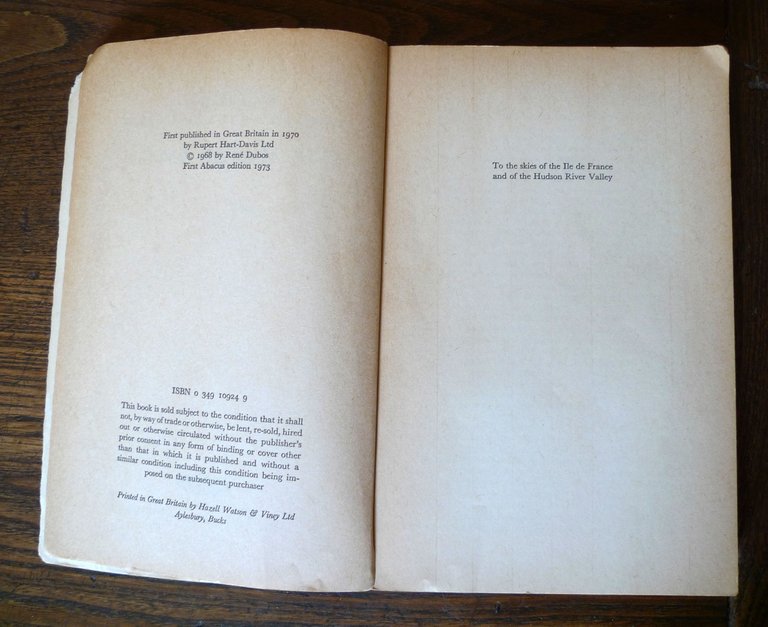 First published in Great Britain in 1970
by Rupert Hart-Davis Ltd
© 1968 by René Dubos
First Abacus edition 1973
ISBN 0 349 10924 9
This book is sold subject to the condition that it shall
not, by way of trade or otherwise, be lent, re-sold, hired
out or otherwise circulated without the publisher's
prior consent in any form of binding or cover other
than that in which it is published and without a
similar condition including this condition being im-
posed on the subsequent purchaser
Printed in Great Britain by Hazell Watson & Viney Ltd
Aylesbury, Bucks
To the skies of the Ile de France
and of the Hudson River Valley